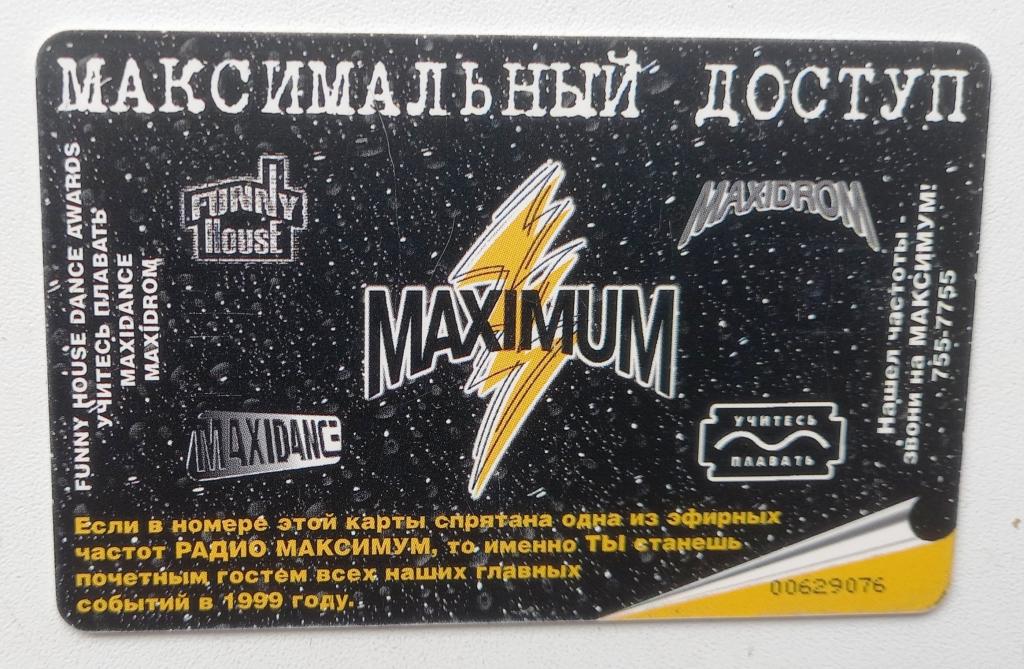 МАКСИМАЛЬНЫЙ ДОСТУП
FUNNY HOUSE DANCE AWARDS
УЧИТЕСЬ ПЛАВАТЬ
MAXIDANCE
MAXIDROM
FUNNY
HOUSE
MAXIDROM
MAXIMUM
MAXIDANCE
УЧИТЕСЬ
ПЛАВАТЬ
Нашел частоты -
звони на МАКСИМУМ!
755-7755
Если в номере этой карты спрятана одна из эфирных
частот РАДИО МАКСИМУМ, то именно ТЫ станешь
почетным гостем всех наших главных
событий в 1999 году.
00629076